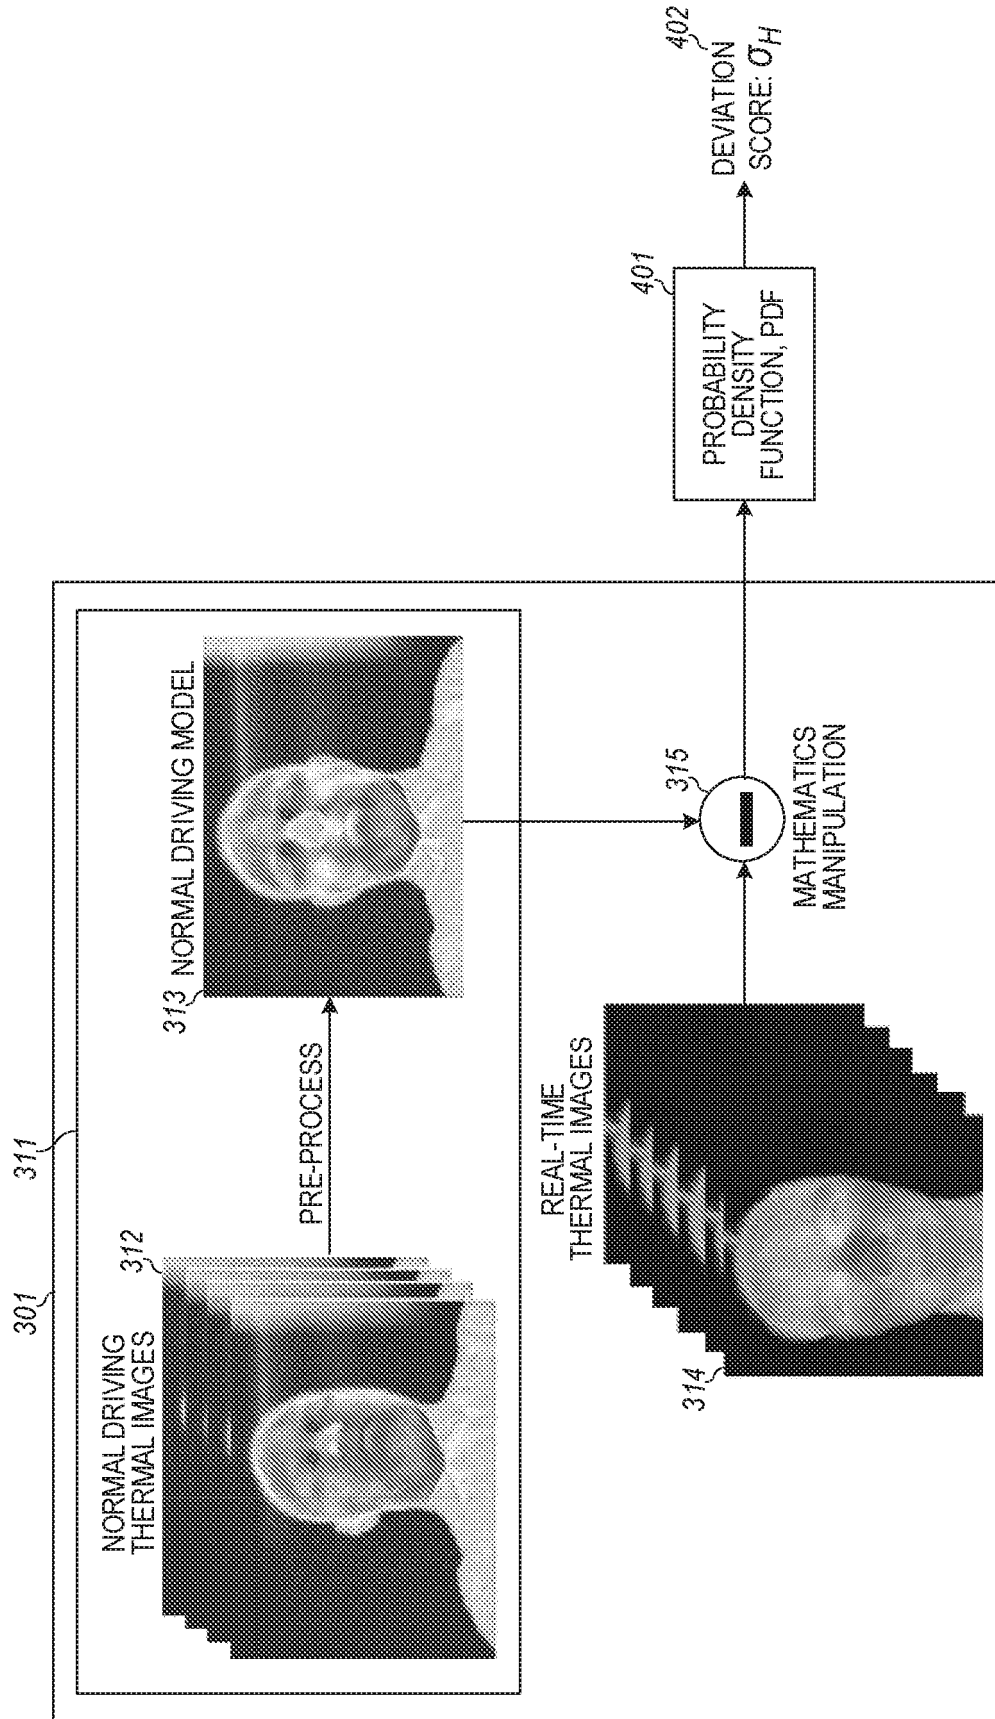 301
311
NORMAL DRIVING
THERMAL IMAGES
312
PRE-PROCESS
313
NORMAL DRIVING MODEL
REAL-TIME
THERMAL IMAGES
314
315
MATHEMATICS
MANIPULATION
401
PROBABILITY
DENSITY
FUNCTION, PDF
402
DEVIATION
SCORE: σH